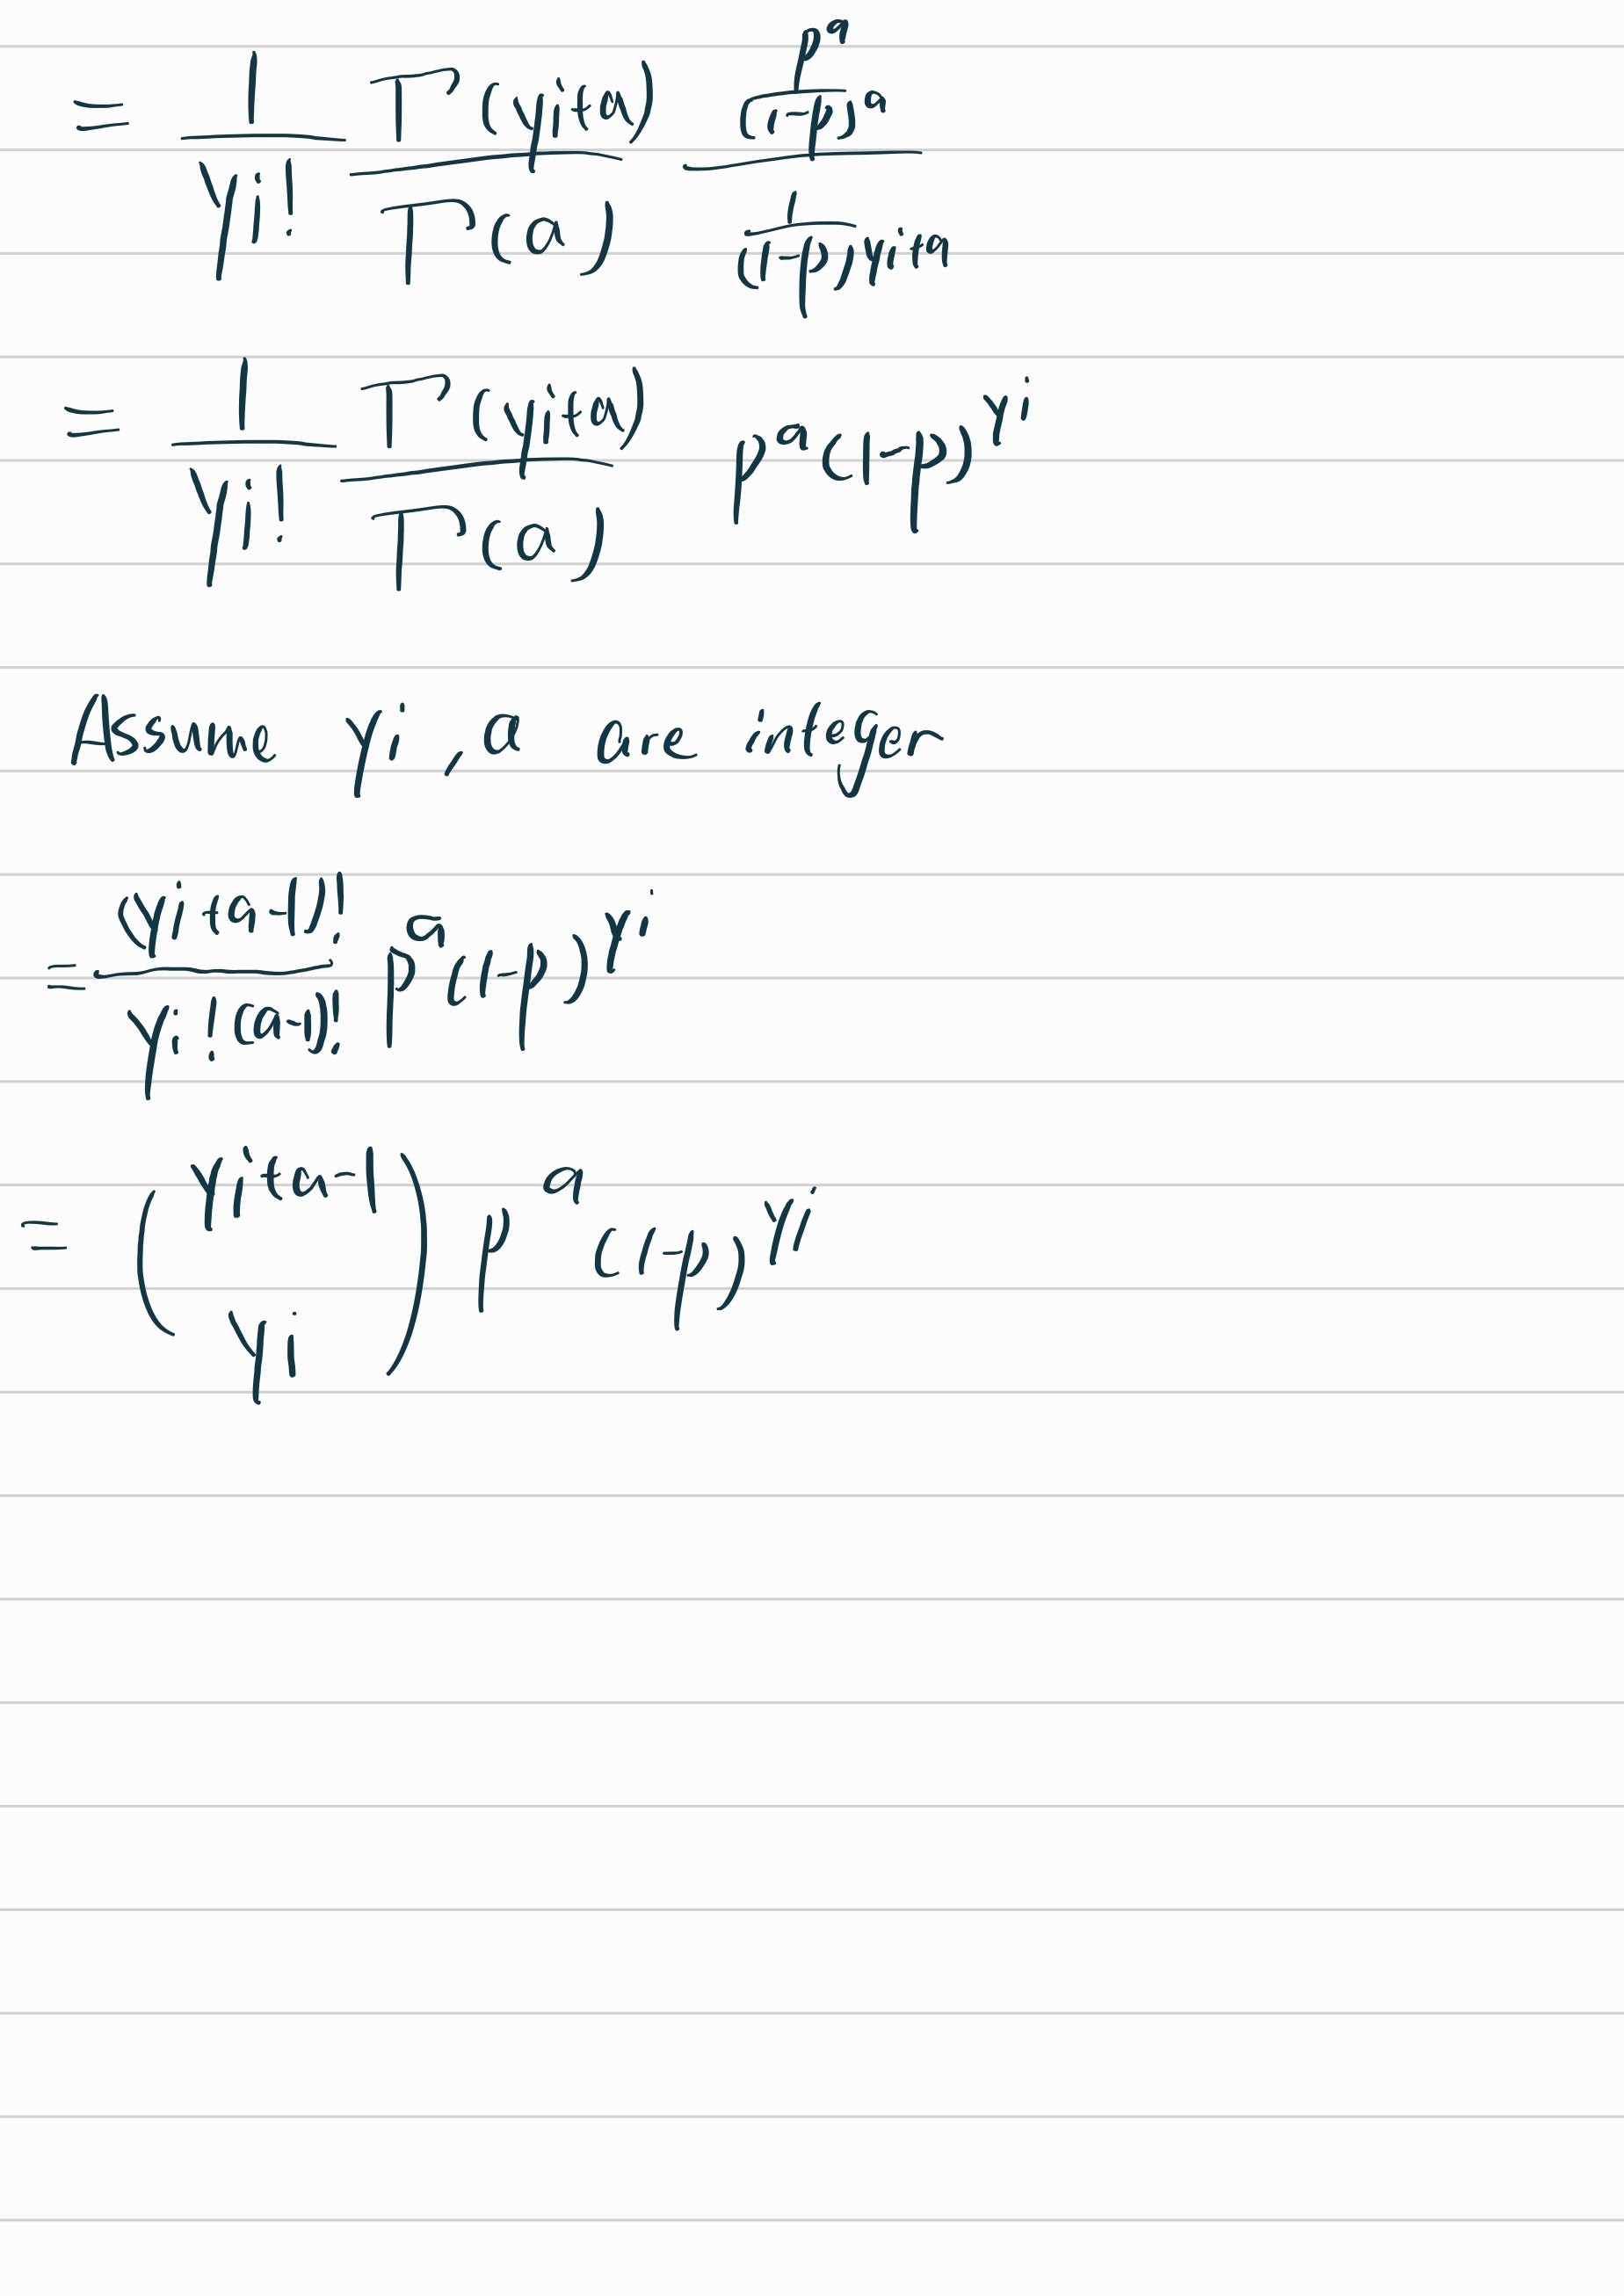 = \frac{1}{y_i!} \frac{\Gamma(y_i+a)}{\Gamma(a)} \frac{\frac{p^a}{(1-p)^a}}{\frac{1}{(1-p)^{y_i+a}}}
= \frac{1}{y_i!} \frac{\Gamma(y_i+a)}{\Gamma(a)} p^a (1-p)^{y_i}
Assume y_i, a are integer
= \frac{(y_i+a-1)!}{y_i!(a-1)!} p^a (1-p)^{y_i}
= \binom{y_i+a-1}{y_i} p^a (1-p)^{y_i}